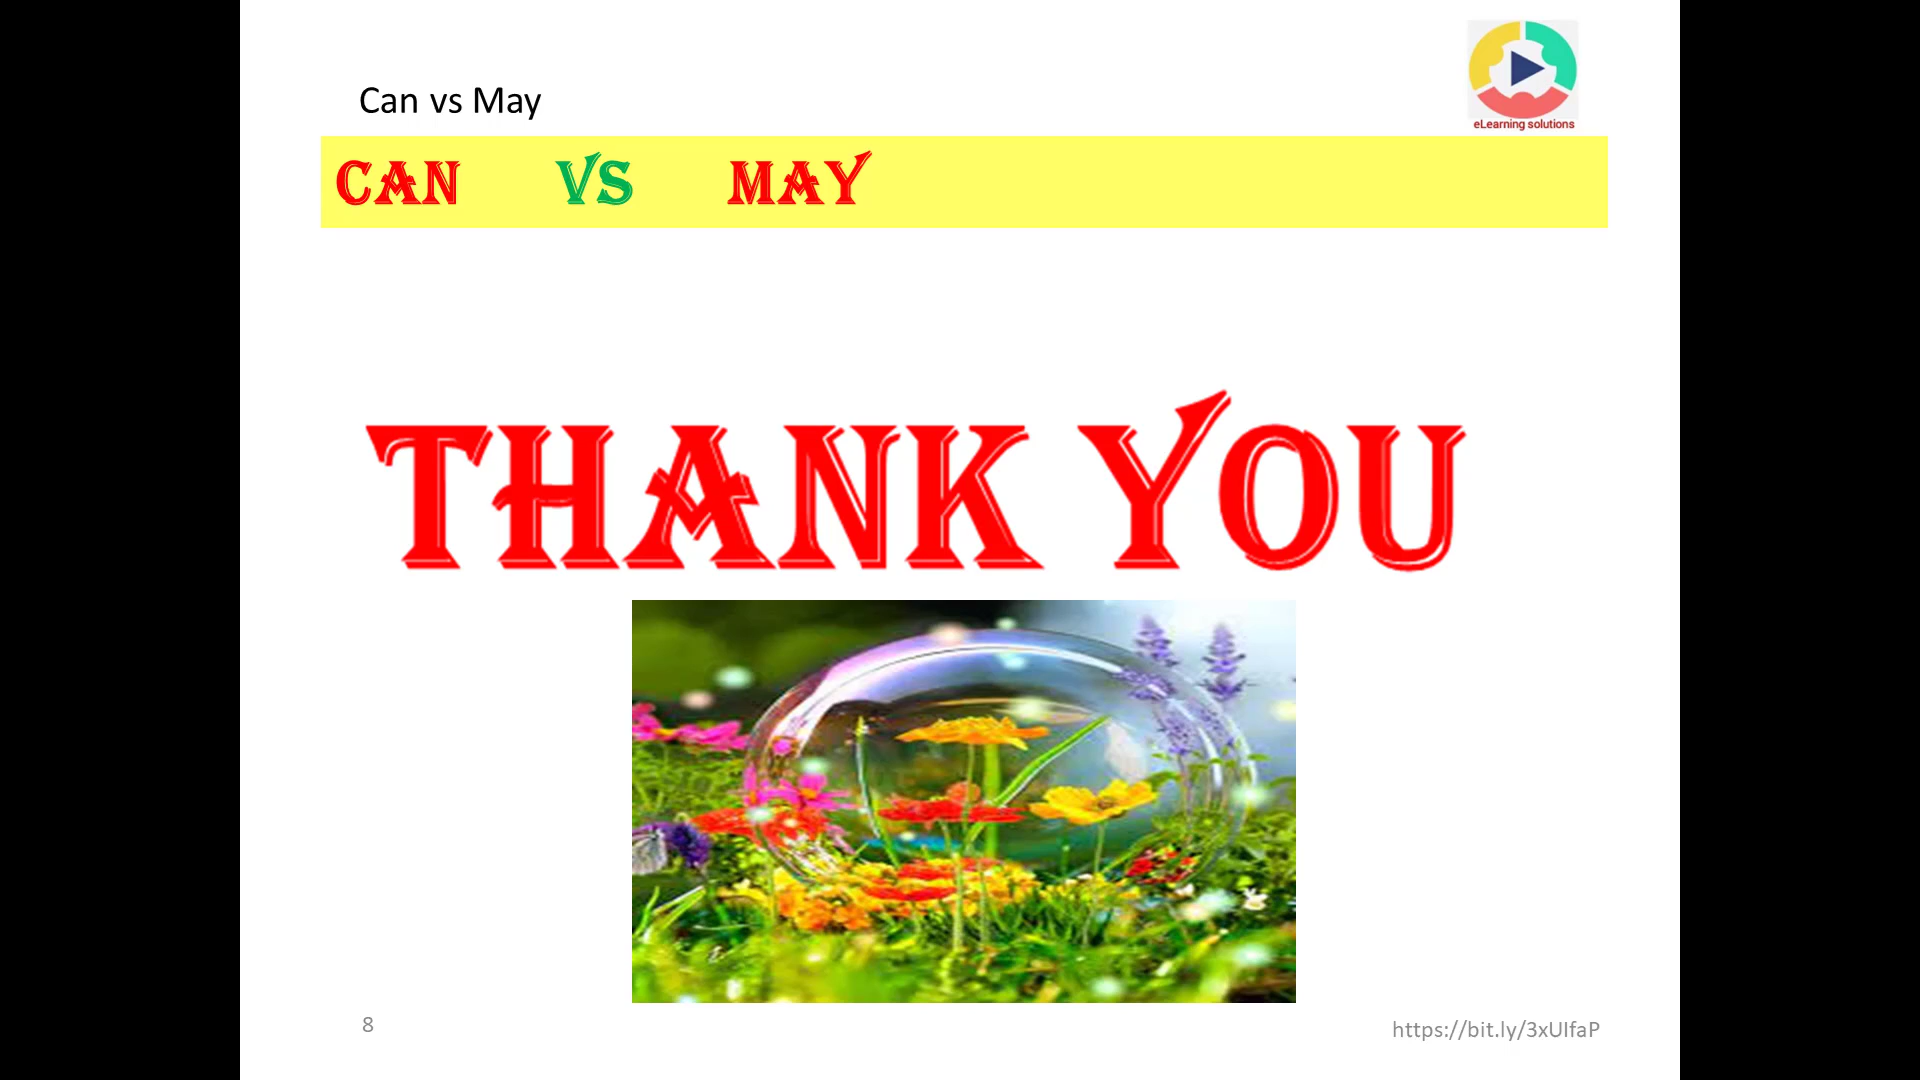 eLearning solutions
Can vs May
CAN VS MAY
THANK YOU
8
https://bit.ly/3xUIfaP